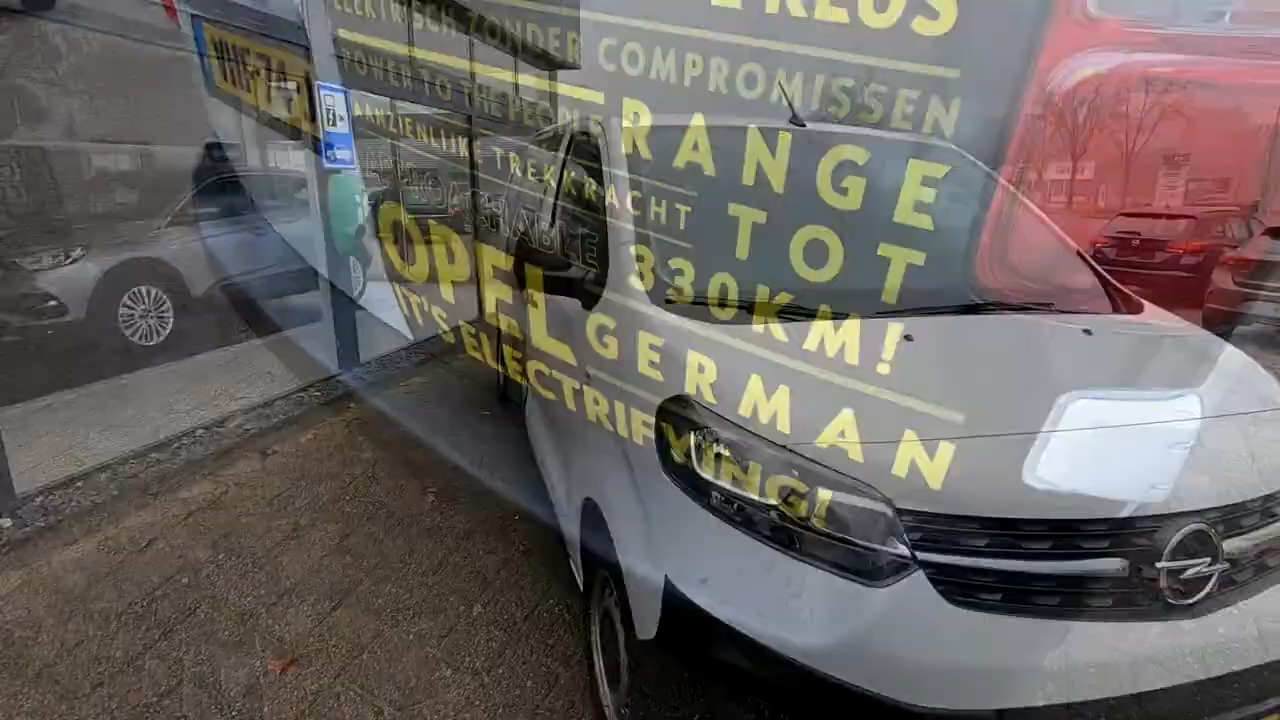 ELEKTRISCH ZONDER COMPROMISSEN
POWER TO THE PEOPLE
RANGE
AANZIENLIJKE TREKKRACHT
TOT
330KM!
OPEL
GERMAN
IT'S ELECTRIFYING!